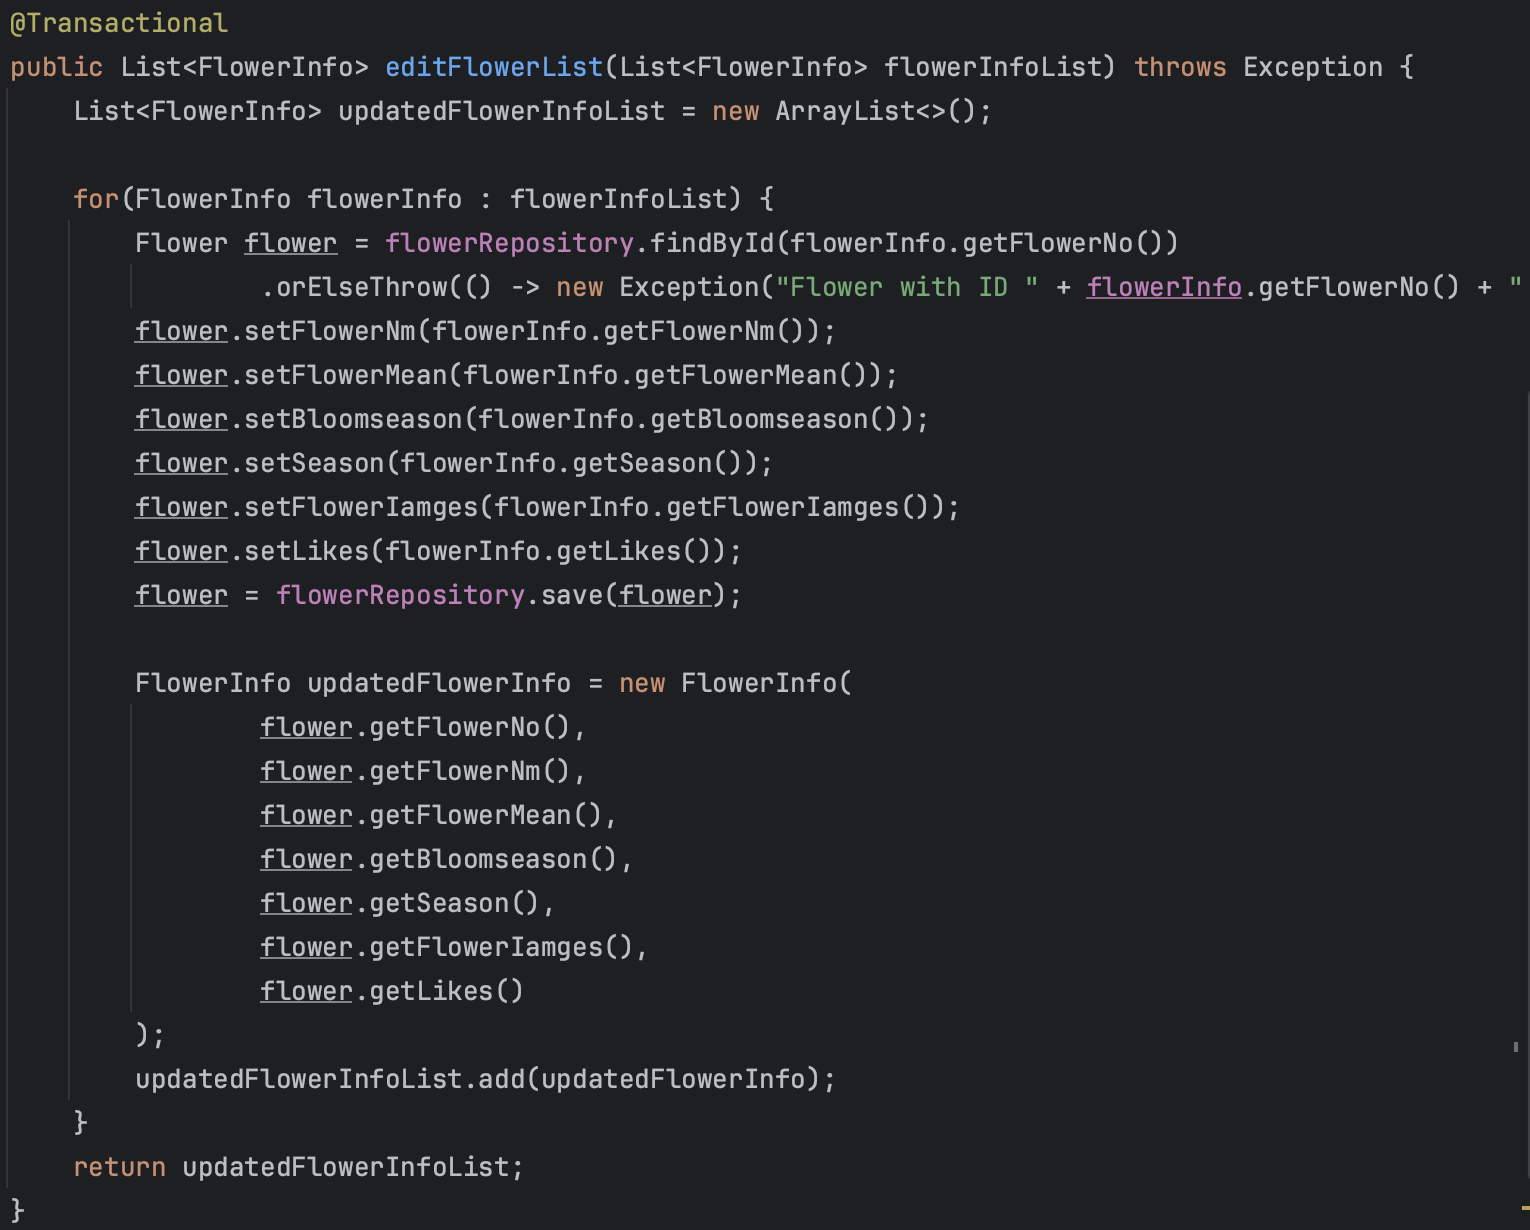 @Transactional
public List<FlowerInfo> editFlowerList(List<FlowerInfo> flowerInfoList) throws Exception {
    List<FlowerInfo> updatedFlowerInfoList = new ArrayList<>();
    for(FlowerInfo flowerInfo : flowerInfoList) {
        Flower flower = flowerRepository.findById(flowerInfo.getFlowerNo())
                .orElseThrow(() -> new Exception("Flower with ID " + flowerInfo.getFlowerNo() + "
        flower.setFlowerNm(flowerInfo.getFlowerNm());
        flower.setFlowerMean(flowerInfo.getFlowerMean());
        flower.setBloomseason(flowerInfo.getBloomseason());
        flower.setSeason(flowerInfo.getSeason());
        flower.setFlowerIamges(flowerInfo.getFlowerIamges());
        flower.setLikes(flowerInfo.getLikes());
        flower = flowerRepository.save(flower);
        FlowerInfo updatedFlowerInfo = new FlowerInfo(
                flower.getFlowerNo(),
                flower.getFlowerNm(),
                flower.getFlowerMean(),
                flower.getBloomseason(),
                flower.getSeason(),
                flower.getFlowerIamges(),
                flower.getLikes()
        );
        updatedFlowerInfoList.add(updatedFlowerInfo);
    }
    return updatedFlowerInfoList;
}